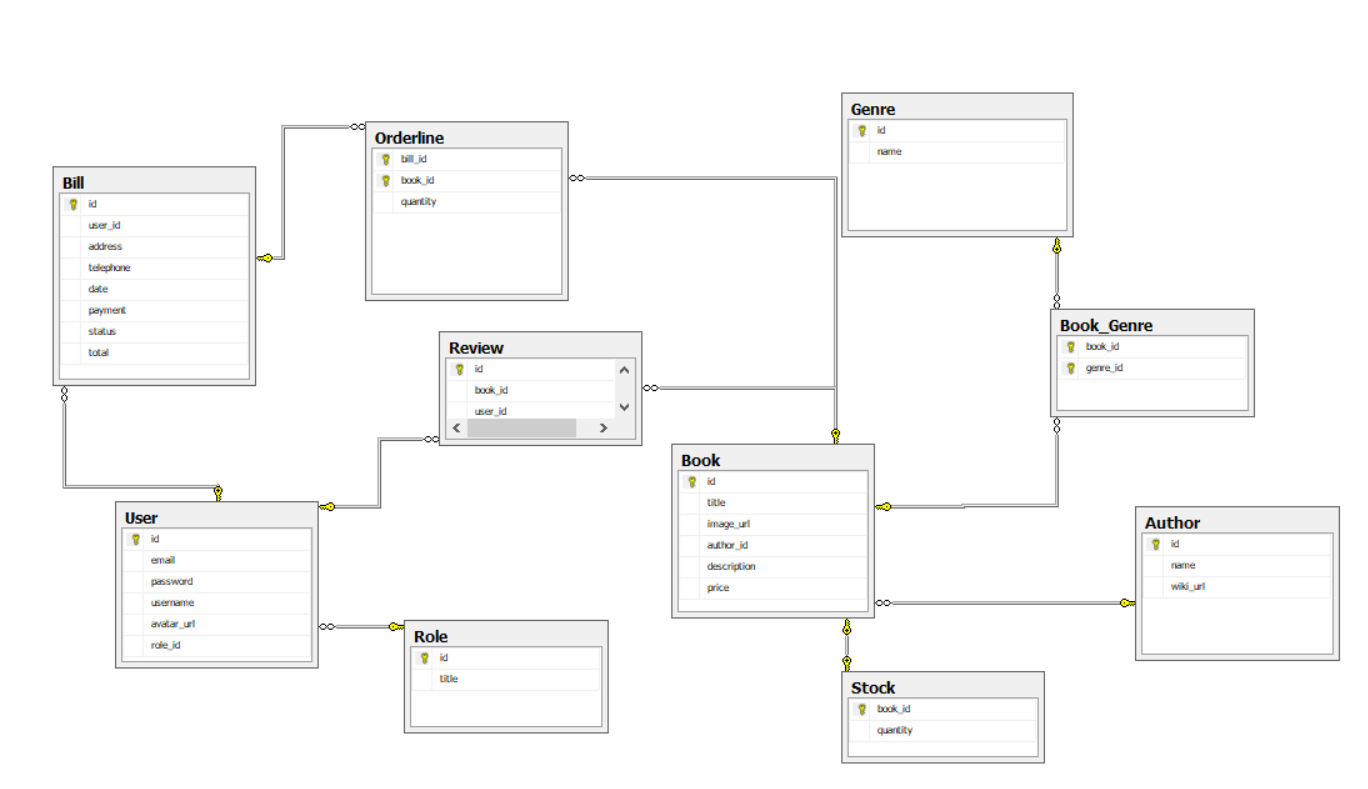 Genre
id
name
Orderline
bill_id
book_id
quantity
Bill
id
user_id
address
telephone
date
payment
status
total
Book_Genre
book_id
genre_id
Review
id
book_id
user_id
Book
id
title
image_url
author_id
description
price
User
id
email
password
username
avatar_url
role_id
Author
id
name
wiki_url
Role
id
title
Stock
book_id
quantity